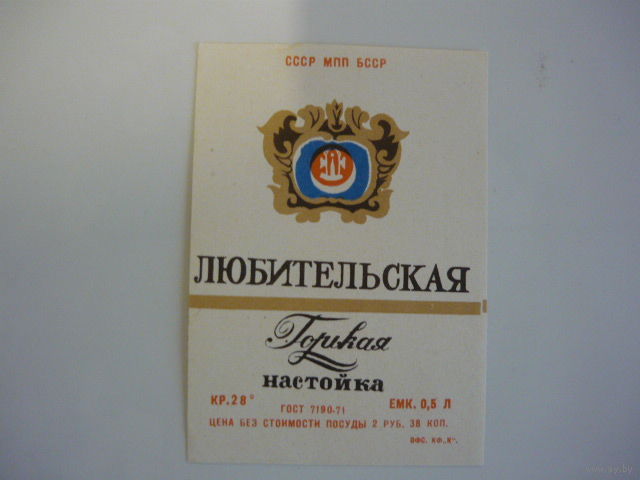 СССР МПП БССР
ЛЮБИТЕЛЬСКАЯ
Горькая
настойка
КР.28° ЕМК. 0,5 Л
ГОСТ 7190-71
ЦЕНА БЕЗ СТОИМОСТИ ПОСУДЫ 2 РУБ. 38 КОП.